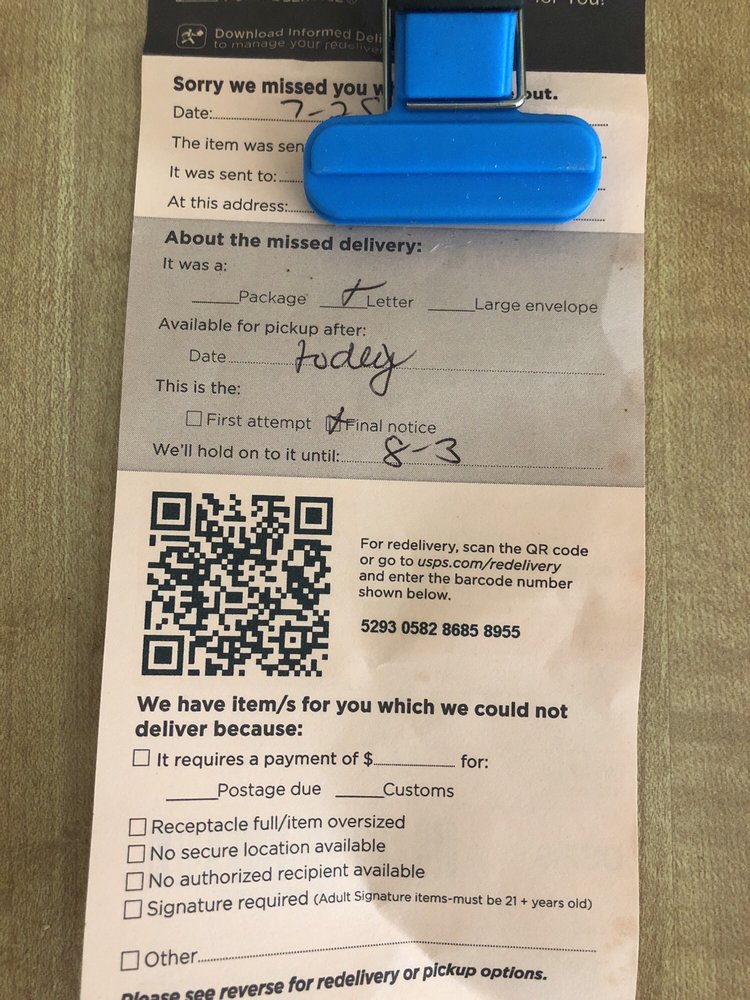 for You!
Download Informed Deli
to manage your redeliver
Sorry we missed you w out.
Date: 7-25
The item was sen
It was sent to:
At this address:
About the missed delivery:
It was a:
Package Letter Large envelope
Available for pickup after:
Date today
This is the:
First attempt Final notice
We'll hold on to it until: 8-3
For redelivery, scan the QR code
or go to usps.com/redelivery
and enter the barcode number
shown below.
5293 0582 8685 8955
We have item/s for you which we could not
deliver because:
It requires a payment of $ for:
Postage due Customs
Receptacle full/item oversized
No secure location available
No authorized recipient available
Signature required (Adult Signature items-must be 21 + years old)
Other
Please see reverse for redelivery or pickup options.